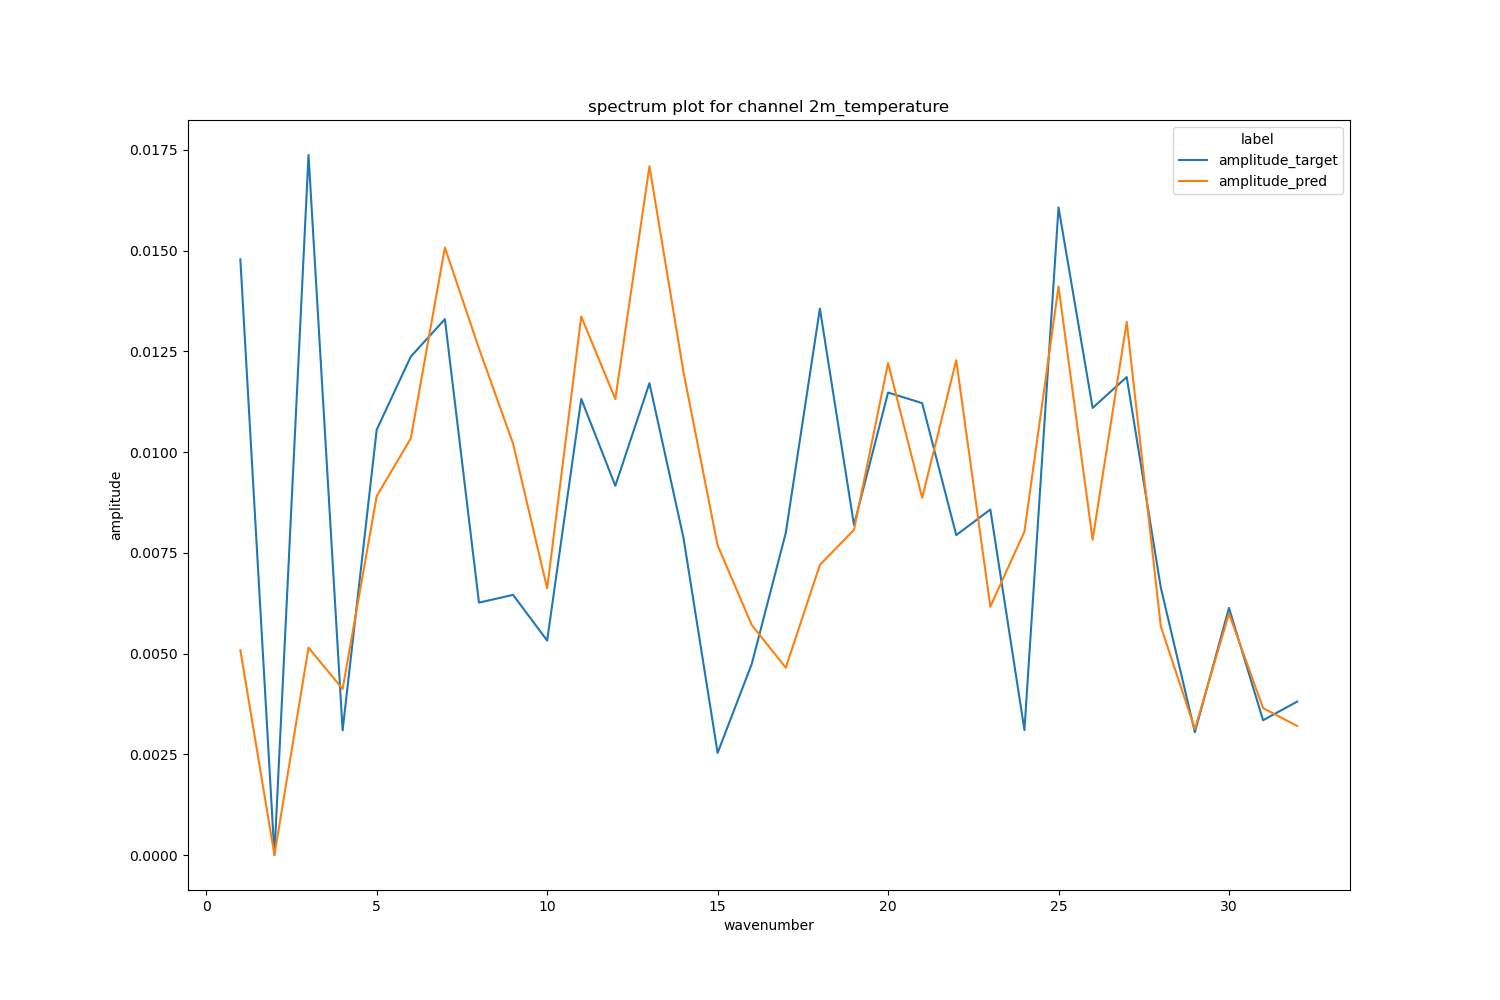 spectrum plot for channel 2m_temperature
label
amplitude_target
amplitude_pred
0.0175
0.0150
0.0125
0.0100
0.0075
0.0050
0.0025
0.0000
amplitude
0 5 10 15 20 25 30
wavenumber